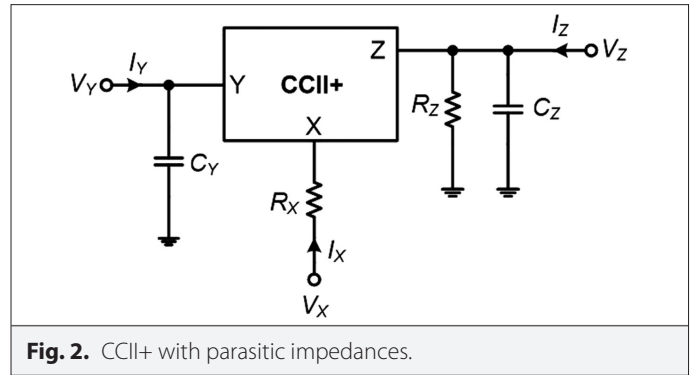 I_Z
Z
V_Z
I_Y
V_Y
Y
CCII+
R_Z
C_Z
X
C_Y
R_X
I_X
V_X
Fig. 2. CCII+ with parasitic impedances.